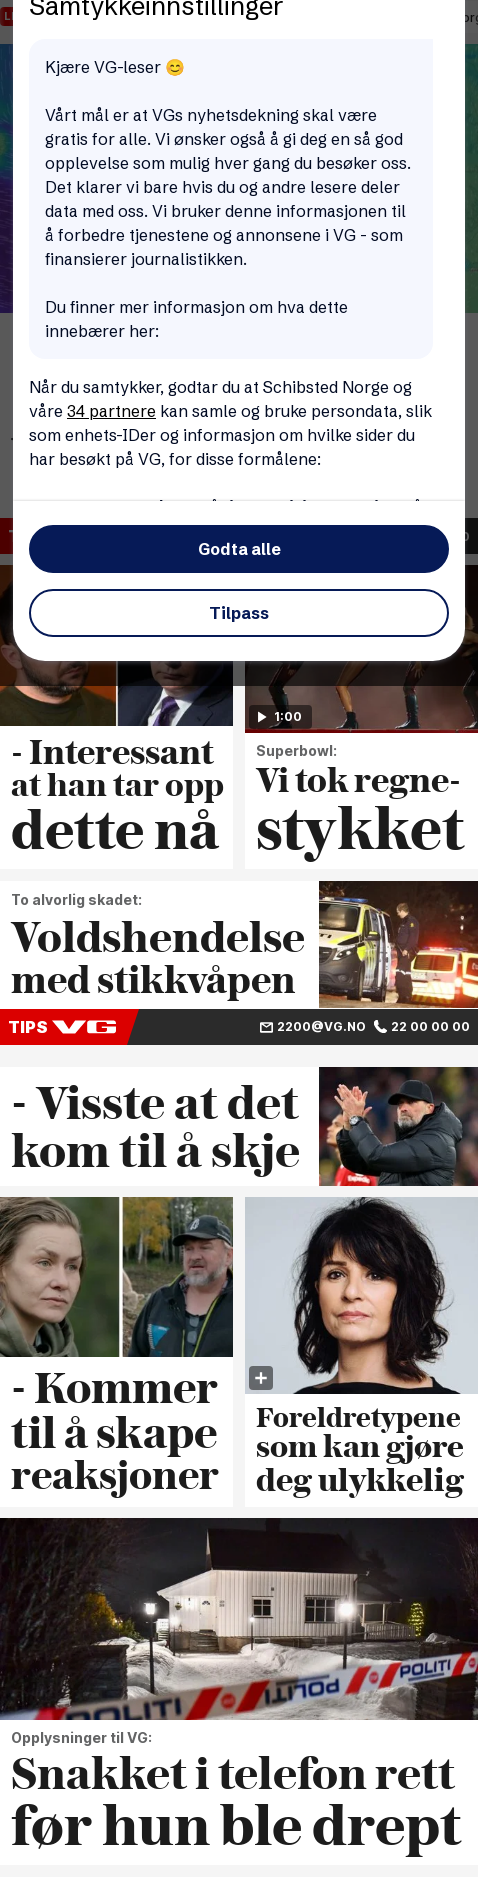 Samtykkeinnstillinger
Kjære VG-leser 😊
Vårt mål er at VGs nyhetsdekning skal være
gratis for alle. Vi ønsker også å gi deg en så god
opplevelse som mulig hver gang du besøker oss.
Det klarer vi bare hvis du og andre lesere deler
data med oss. Vi bruker denne informasjonen til
å forbedre tjenestene og annonsene i VG - som
finansierer journalistikken.
Du finner mer informasjon om hva dette
innebærer her:
Når du samtykker, godtar du at Schibsted Norge og
våre 34 partnere kan samle og bruke persondata, slik
som enhets-IDer og informasjon om hvilke sider du
har besøkt på VG, for disse formålene:
Godta alle
Tilpass
1:00
- Interessant
at han tar opp
dette nå
Superbowl:
Vi tok regne-
stykket
To alvorlig skadet:
Voldshendelse
med stikkvåpen
TIPS VG 2200@VG.NO 22 00 00 00
- Visste at det
kom til å skje
- Kommer
til å skape
reaksjoner
Foreldretypene
som kan gjøre
deg ulykkelig
POLITI POLITI POLITI
Opplysninger til VG:
Snakket i telefon rett
før hun ble drept